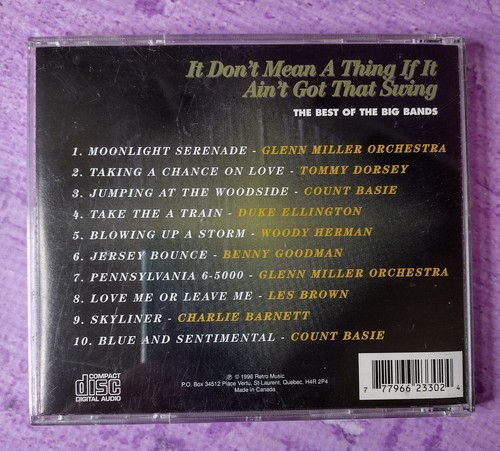 It Don't Mean A Thing If It
Ain't Got That Swing
THE BEST OF THE BIG BANDS
1. MOONLIGHT SERENADE - GLENN MILLER ORCHESTRA
2. TAKING A CHANCE ON LOVE - TOMMY DORSEY
3. JUMPING AT THE WOODSIDE - COUNT BASIE
4. TAKE THE A TRAIN - DUKE ELLINGTON
5. BLOWING UP A STORM - WOODY HERMAN
6. JERSEY BOUNCE - BENNY GOODMAN
7. PENNSYLVANIA 6-5000 - GLENN MILLER ORCHESTRA
8. LOVE ME OR LEAVE ME - LES BROWN
9. SKYLINER - CHARLIE BARNETT
10. BLUE AND SENTIMENTAL - COUNT BASIE
COMPACT
disc
DIGITAL AUDIO
℗ © 1996 Retro Music
P.O. Box 34512 Place Vertu, St-Laurent, Quebec, H4R 2P4
Made in Canada
7 77966 23302 4